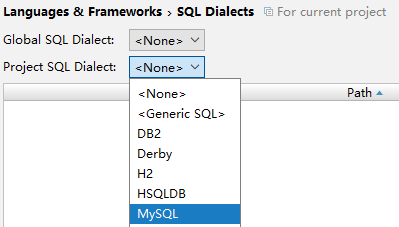 Languages & Frameworks › SQL Dialects For current project
Global SQL Dialect: <None>
Project SQL Dialect: <None>
<None>
Path
<Generic SQL>
DB2
Derby
H2
HSQLDB
MySQL